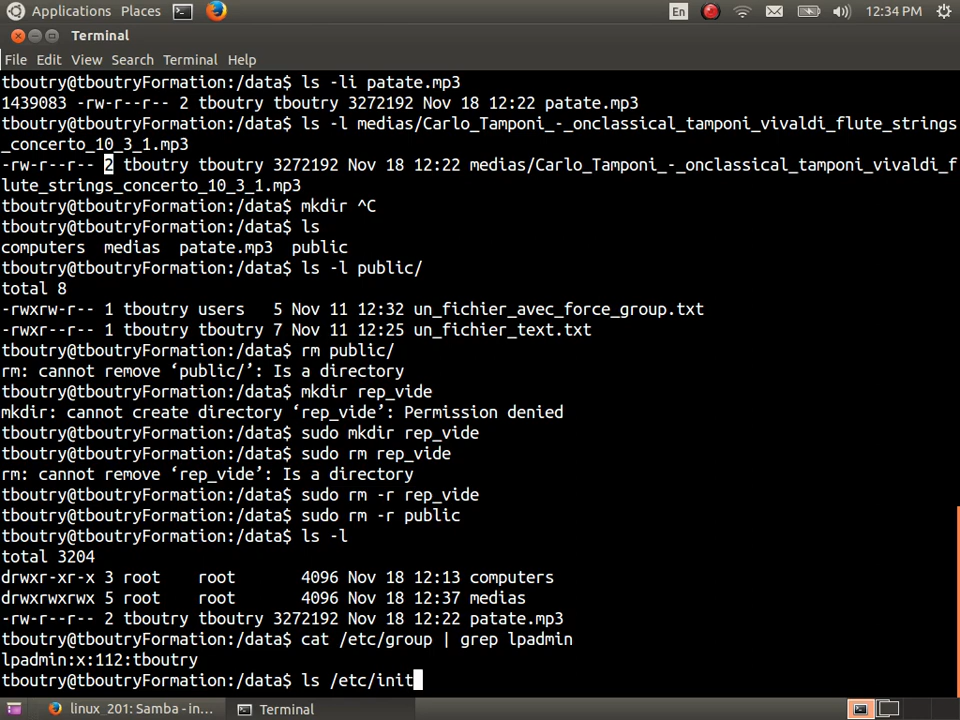 Applications Places En 12:34 PM
Terminal
File Edit View Search Terminal Help
tboutry@tboutryFormation:/data$ ls -li patate.mp3
1439083 -rw-r--r-- 2 tboutry tboutry 3272192 Nov 18 12:22 patate.mp3
tboutry@tboutryFormation:/data$ ls -l medias/Carlo_Tamponi_-_onclassical_tamponi_vivaldi_flute_strings
_concerto_10_3_1.mp3
-rw-r--r-- 2 tboutry tboutry 3272192 Nov 18 12:22 medias/Carlo_Tamponi_-_onclassical_tamponi_vivaldi_f
lute_strings_concerto_10_3_1.mp3
tboutry@tboutryFormation:/data$ mkdir ^C
tboutry@tboutryFormation:/data$ ls
computers  medias  patate.mp3  public
tboutry@tboutryFormation:/data$ ls -l public/
total 8
-rwxrw-r-- 1 tboutry users   5 Nov 11 12:32 un_fichier_avec_force_group.txt
-rwxrw-r-- 1 tboutry tboutry 7 Nov 11 12:25 un_fichier_text.txt
tboutry@tboutryFormation:/data$ rm public/
rm: cannot remove ‘public/’: Is a directory
tboutry@tboutryFormation:/data$ mkdir rep_vide
mkdir: cannot create directory ‘rep_vide’: Permission denied
tboutry@tboutryFormation:/data$ sudo mkdir rep_vide
tboutry@tboutryFormation:/data$ sudo rm rep_vide
rm: cannot remove ‘rep_vide’: Is a directory
tboutry@tboutryFormation:/data$ sudo rm -r rep_vide
tboutry@tboutryFormation:/data$ sudo rm -r public
tboutry@tboutryFormation:/data$ ls -l
total 3204
drwxr-xr-x 3 root    root       4096 Nov 18 12:13 computers
drwxrwxrwx 5 root    root       4096 Nov 18 12:37 medias
-rw-r--r-- 2 tboutry tboutry 3272192 Nov 18 12:22 patate.mp3
tboutry@tboutryFormation:/data$ cat /etc/group | grep lpadmin
lpadmin:x:112:tboutry
tboutry@tboutryFormation:/data$ ls /etc/init
linux_201: Samba - in... Terminal